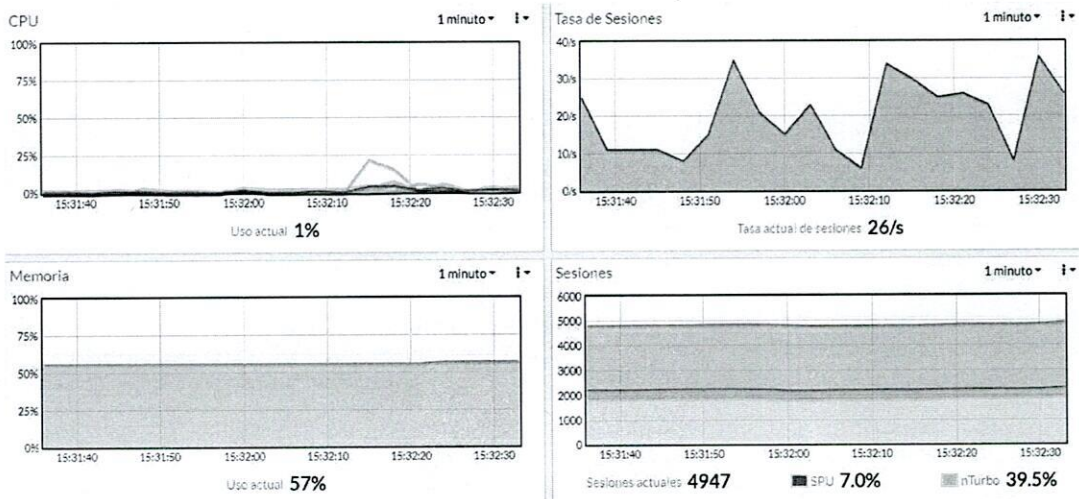 CPU
1 minuto
100%
75%
50%
25%
0%
15:31:40 15:31:50 15:32:00 15:32:10 15:32:20 15:32:30
Uso actual 1%
Tasa de Sesiones
1 minuto
40/s
30/s
20/s
10/s
0/s
15:31:40 15:31:50 15:32:00 15:32:10 15:32:20 15:32:30
Tasa actual de sesiones 26/s
Memoria
1 minuto
100%
75%
50%
25%
0%
15:31:40 15:31:50 15:32:00 15:32:10 15:32:20 15:32:30
Uso actual 57%
Sesiones
1 minuto
6000
5000
4000
3000
2000
1000
0
15:31:40 15:31:50 15:32:00 15:32:10 15:32:20 15:32:30
Sesiones actuales 4947 SPU 7.0% nTurbo 39.5%